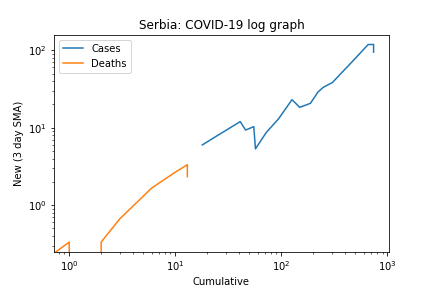 Serbia: COVID-19 log graph
Cases
Deaths
New (3 day SMA)
10²
10¹
10⁰
10⁰ 10¹ 10² 10³
Cumulative